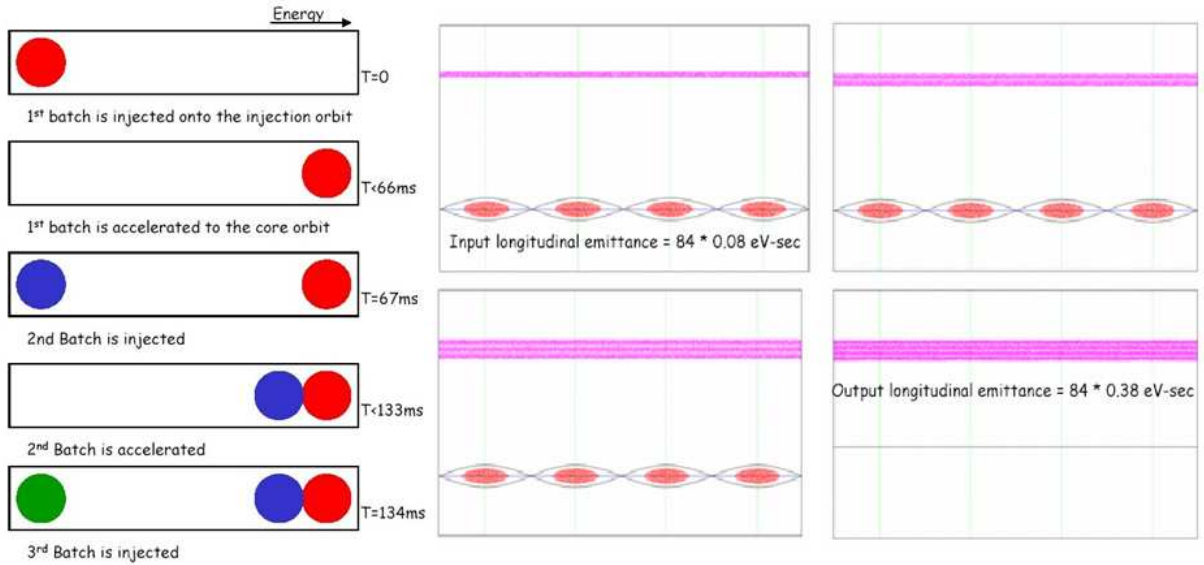 Energy
T=0
1st batch is injected onto the injection orbit
T<66ms
1st batch is accelerated to the core orbit
T=67ms
2nd Batch is injected
T<133ms
2nd Batch is accelerated
T=134ms
3rd Batch is injected
Input longitudinal emittance = 84 * 0.08 eV-sec
Output longitudinal emittance = 84 * 0.38 eV-sec